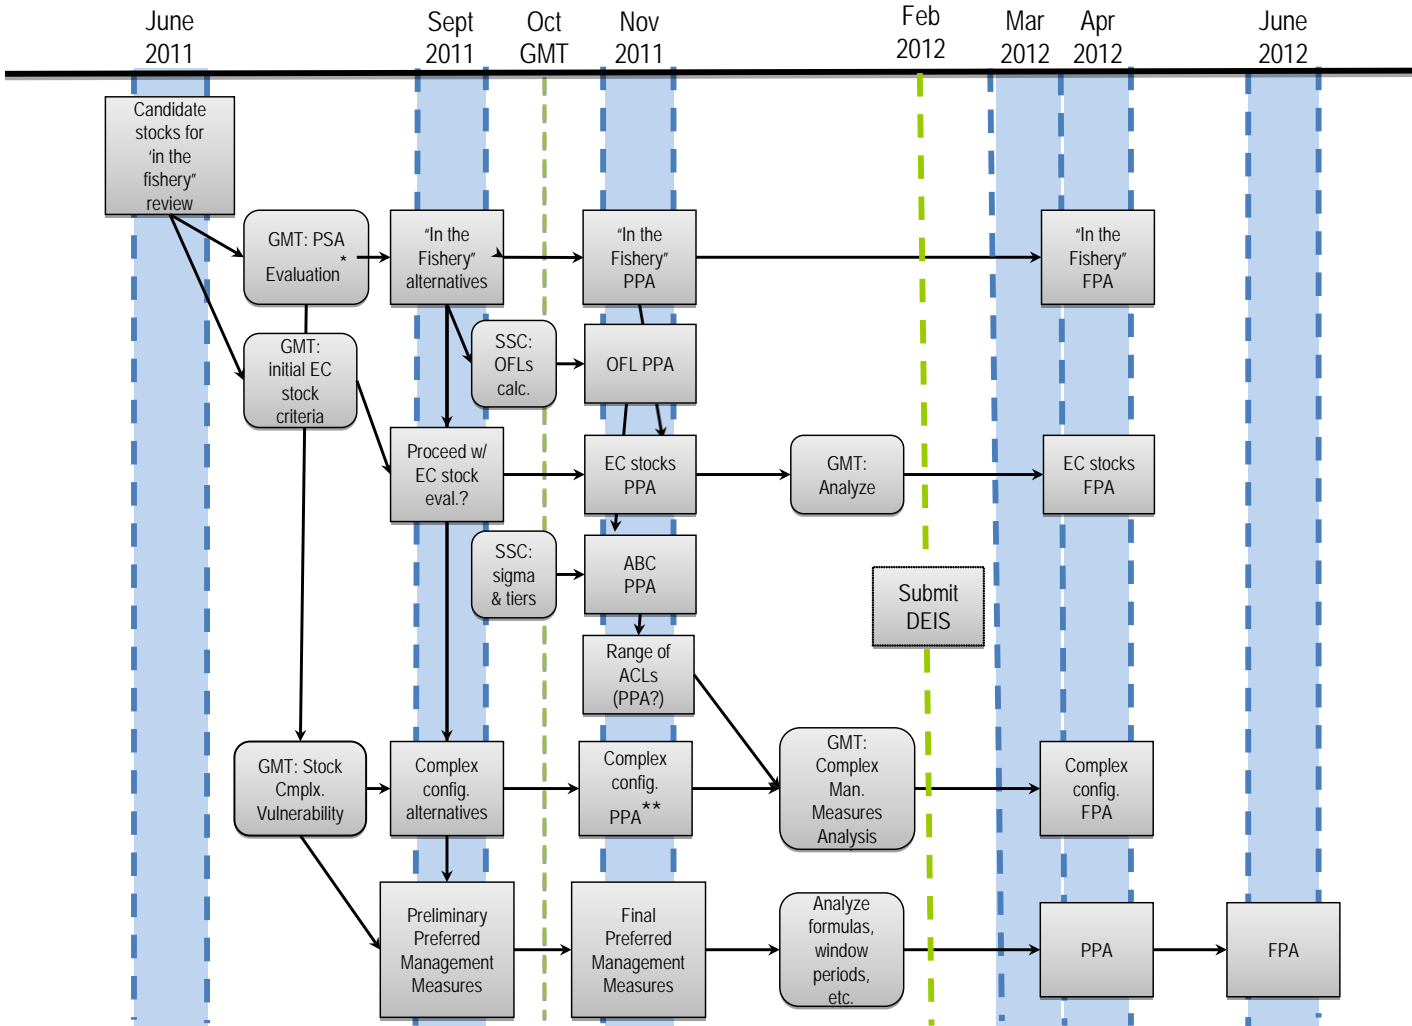 June
2011
Sept
2011
Oct
GMT
Nov
2011
Feb
2012
Mar
2012
Apr
2012
June
2012
Candidate
stocks for
'in the
fishery"
review
GMT: PSA
Evaluation *
"In the
Fishery"
alternatives
"In the
Fishery"
PPA
"In the
Fishery"
FPA
GMT:
initial EC
stock
criteria
SSC:
OFLs
calc.
OFL PPA
Proceed w/
EC stock
eval.?
EC stocks
PPA
GMT:
Analyze
EC stocks
FPA
SSC:
sigma
& tiers
ABC
PPA
Submit
DEIS
Range of
ACLs
(PPA?)
GMT: Stock
Cmplx.
Vulnerability
Complex
config.
alternatives
Complex
config.
PPA**
GMT:
Complex
Man.
Measures
Analysis
Complex
config.
FPA
Preliminary
Preferred
Management
Measures
Final
Preferred
Management
Measures
Analyze
formulas,
window
periods,
etc.
PPA
FPA